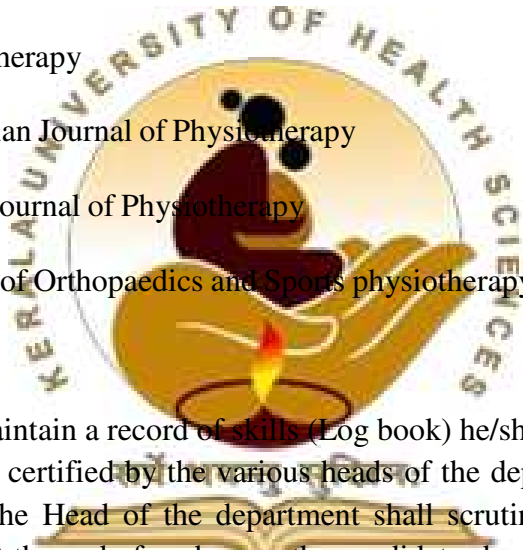 KERALA UNIVERSITY OF HEALTH SCIENCES
herapy
an Journal of Physiotherapy
ournal of Physiotherapy
of Orthopaedics and Sports physiotherapy
aintain a record of skills (Log book) he/sh
certified by the various heads of the dep
he Head of the department shall scrutin